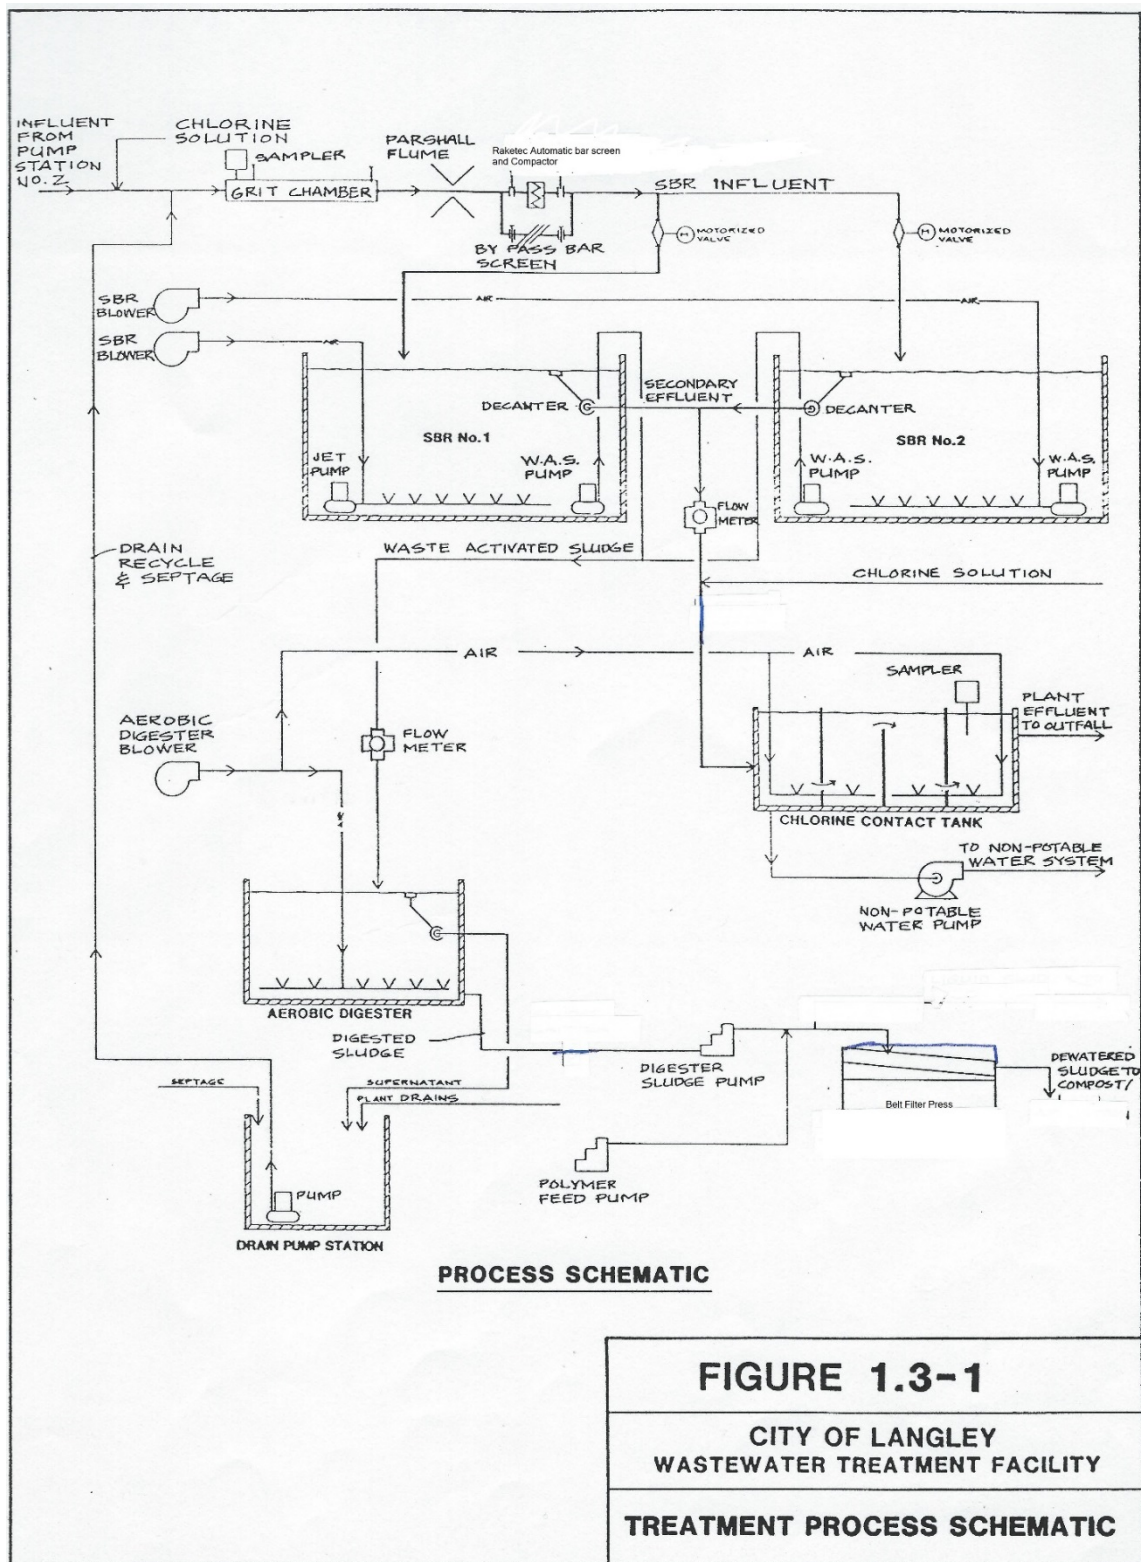 INFLUENT
FROM
PUMP
STATION
NO. 2
CHLORINE
SOLUTION
SAMPLER
GRIT CHAMBER
PARSHALL
FLUME
Raketec Automatic bar screen
and Compactor
BY PASS BAR
SCREEN
SBR INFLUENT
M MOTORIZED
VALVE
M MOTORIZED
VALVE
SBR
BLOWER
AIR
AIR
SBR
BLOWER
AIR
SECONDARY
EFFLUENT
DECANTER
DECANTER
SBR No.1
SBR No.2
JET
PUMP
W.A.S.
PUMP
W.A.S.
PUMP
W.A.S.
PUMP
FLOW
METER
DRAIN
RECYCLE
& SEPTAGE
WASTE ACTIVATED SLUDGE
CHLORINE SOLUTION
AIR
AIR
SAMPLER
PLANT
EFFLUENT
TO OUTFALL
AEROBIC
DIGESTER
BLOWER
FLOW
METER
CHLORINE CONTACT TANK
TO NON-POTABLE
WATER SYSTEM
NON-POTABLE
WATER PUMP
AEROBIC DIGESTER
DIGESTED
SLUDGE
DIGESTER
SLUDGE PUMP
DEWATERED
SLUDGE TO
COMPOST/
Belt Filter Press
SEPTAGE
SUPERNATANT
PLANT DRAINS
PUMP
POLYMER
FEED PUMP
DRAIN PUMP STATION
PROCESS SCHEMATIC
FIGURE 1.3-1
CITY OF LANGLEY
WASTEWATER TREATMENT FACILITY
TREATMENT PROCESS SCHEMATIC